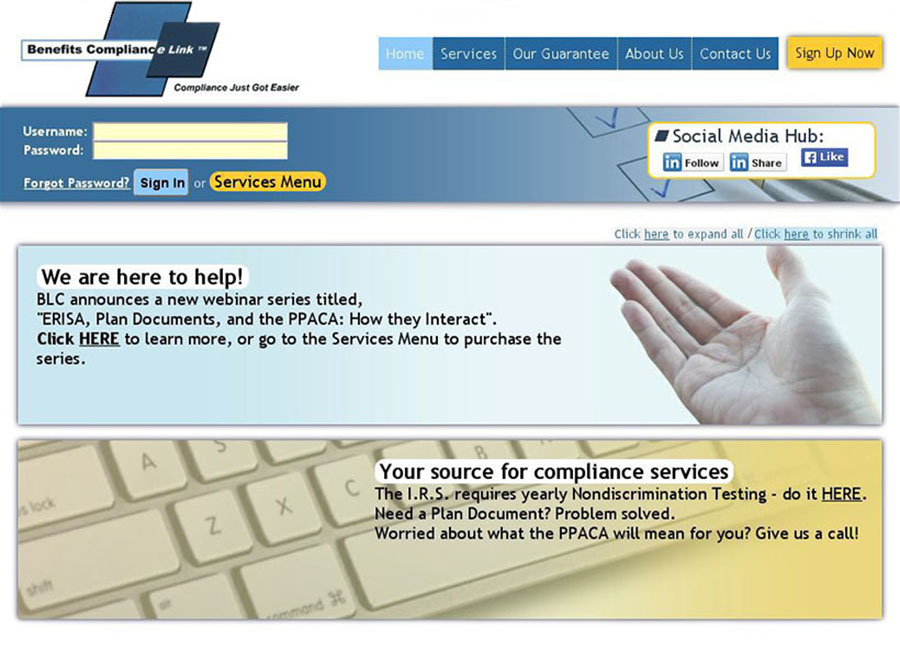 Benefits Compliance Link ™
Compliance Just Got Easier
Home
Services
Our Guarantee
About Us
Contact Us
Sign Up Now
Username:
Password:
Forgot Password? Sign In or Services Menu
Social Media Hub:
in Follow in Share f Like
Click here to expand all / Click here to shrink all
We are here to help!
BLC announces a new webinar series titled,
"ERISA, Plan Documents, and the PPACA: How they Interact".
Click HERE to learn more, or go to the Services Menu to purchase the
series.
Your source for compliance services
The I.R.S. requires yearly Nondiscrimination Testing - do it HERE.
Need a Plan Document? Problem solved.
Worried about what the PPACA will mean for you? Give us a call!
A S
Z X C B
lock
shift
alt
command ⌘